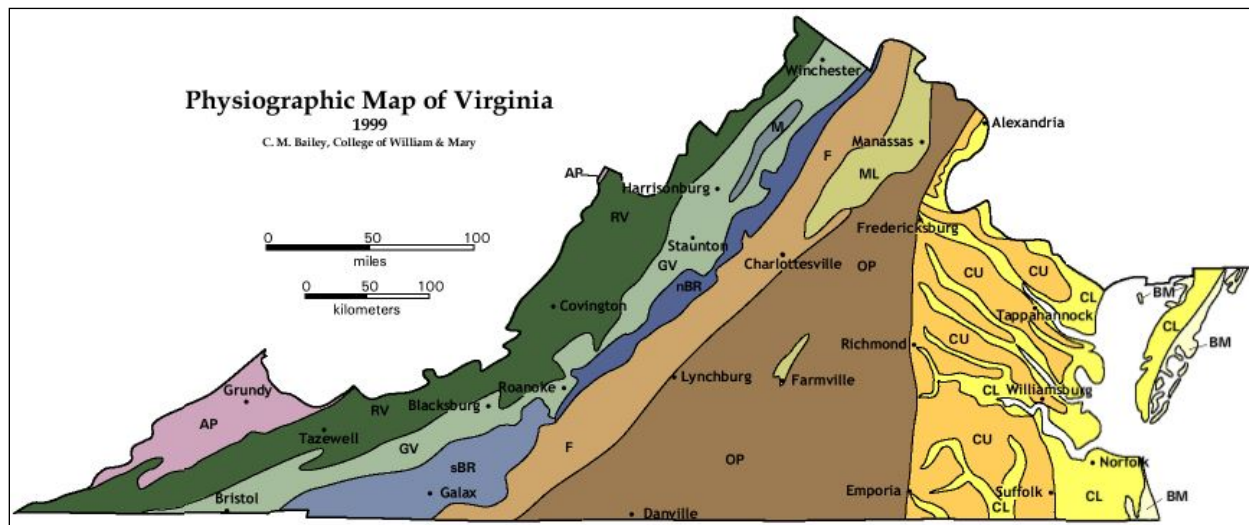 Physiographic Map of Virginia
1999
C. M. Bailey, College of William & Mary
0 50 100
miles
0 50 100
kilometers
Winchester
Alexandria
M
Manassas
F
AP
Harrisonburg
ML
RV
Fredericksburg
Staunton
GV
Charlottesville
OP
CU
CU
BM
nBR
CL
Covington
Tappahannock
CL
CU
BM
Richmond
Grundy
Roanoke
Lynchburg
Farmville
CL
Williamsburg
Blacksburg
RV
AP
Tazewell
GV
F
OP
CU
Norfolk
sBR
Bristol
Galax
Emporia
Suffolk
CL
BM
CL
Danville